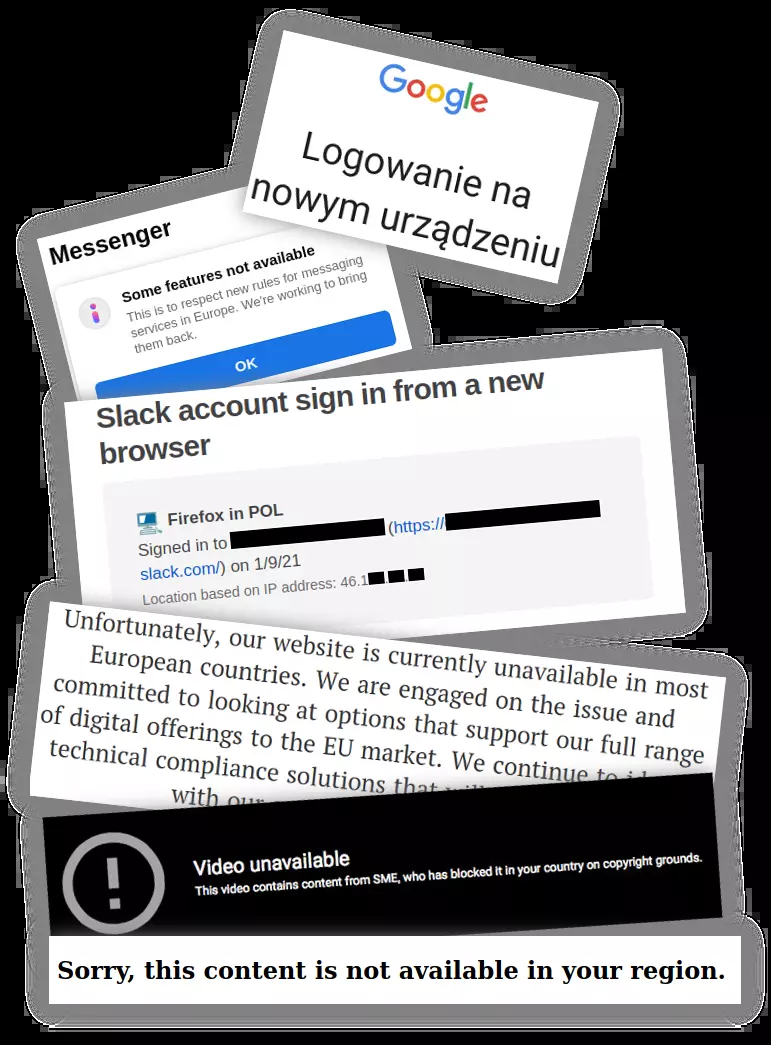 Google
Logowanie na
nowym urządzeniu
Messenger
Some features not available
This is to respect new rules for messaging
services in Europe. We're working to bring
them back.
OK
Slack account sign in from a new
browser
Firefox in POL
Signed in to (https://
slack.com/) on 1/9/21
Location based on IP address: 46.1
Unfortunately, our website is currently unavailable in most
European countries. We are engaged on the issue and
committed to looking at options that support our full range
of digital offerings to the EU market. We continue to
technical compliance solutions that
with our
Video unavailable
This video contains content from SME, who has blocked it in your country on copyright grounds.
Sorry, this content is not available in your region.